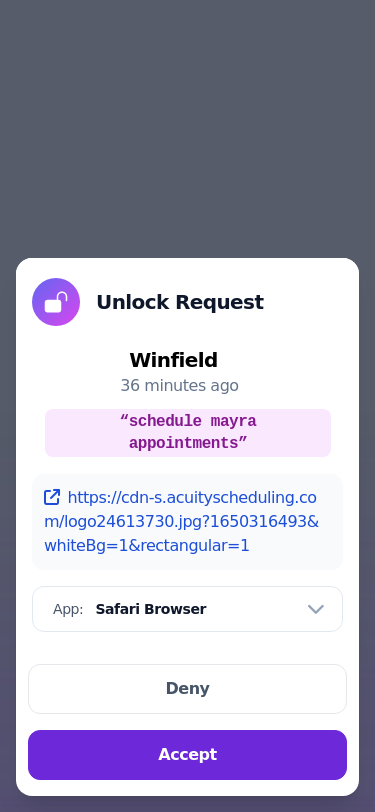 Unlock Request
Winfield
36 minutes ago
“schedule mayra
appointments”
https://cdn-s.acuityscheduling.co
m/logo24613730.jpg?1650316493&
whiteBg=1&rectangular=1
App: Safari Browser
Deny
Accept